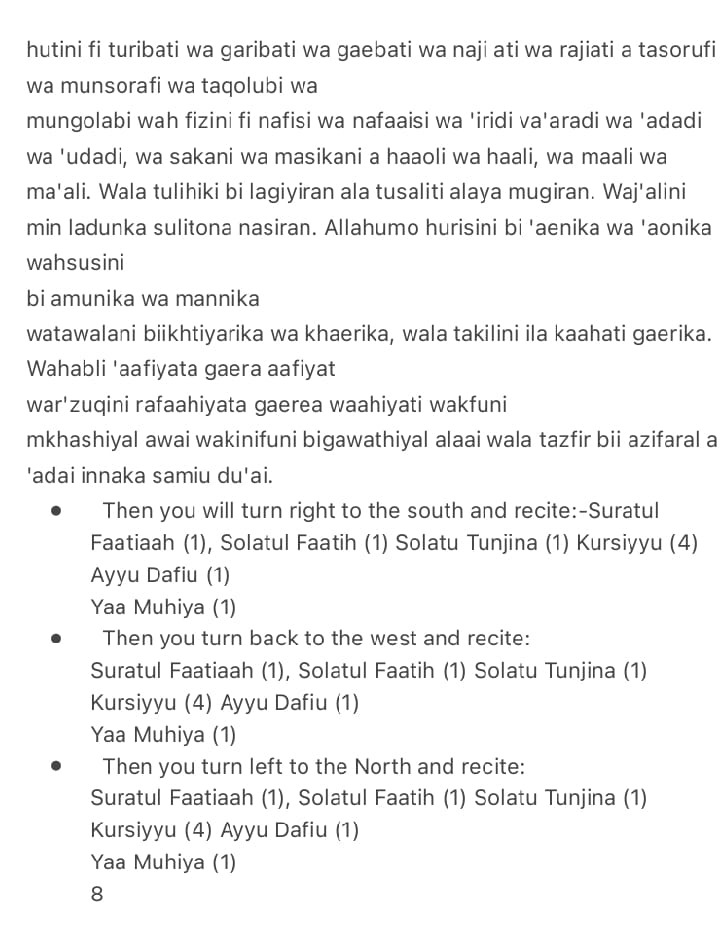 hutini fi turibati wa garibati wa gaebati wa naji ati wa rajiati a tasorufi
wa munsorafi wa taqolubi wa
mungolabi wah fizini fi nafisi wa nafaaisi wa 'iridi va'aradi wa 'adadi
wa 'udadi, wa sakani wa masikani a haaoli wa haali, wa maali wa
ma'ali. Wala tulihiki bi lagiyiran ala tusaliti alaya mugiran. Waj'alini
min ladunka sulitona nasiran. Allahumo hurisini bi 'aenika wa 'aonika
wahsusini
bi amunika wa mannika
watawalani biikhtiyarika wa khaerika, wala takilini ila kaahati gaerika.
Wahabli 'aafiyata gaera aafiyat
war'zuqini rafaahiyata gaerea waahiyati wakfuni
mkhashiyal awai wakinifuni bigawathiyal alaai wala tazfir bii azifaral a
'adai innaka samiu du'ai.
• Then you will turn right to the south and recite:-Suratul
Faatiaah (1), Solatul Faatih (1) Solatu Tunjina (1) Kursiyyu (4)
Ayyu Dafiu (1)
Yaa Muhiya (1)
• Then you turn back to the west and recite:
Suratul Faatiaah (1), Solatul Faatih (1) Solatu Tunjina (1)
Kursiyyu (4) Ayyu Dafiu (1)
Yaa Muhiya (1)
• Then you turn left to the North and recite:
Suratul Faatiaah (1), Solatul Faatih (1) Solatu Tunjina (1)
Kursiyyu (4) Ayyu Dafiu (1)
Yaa Muhiya (1)
8